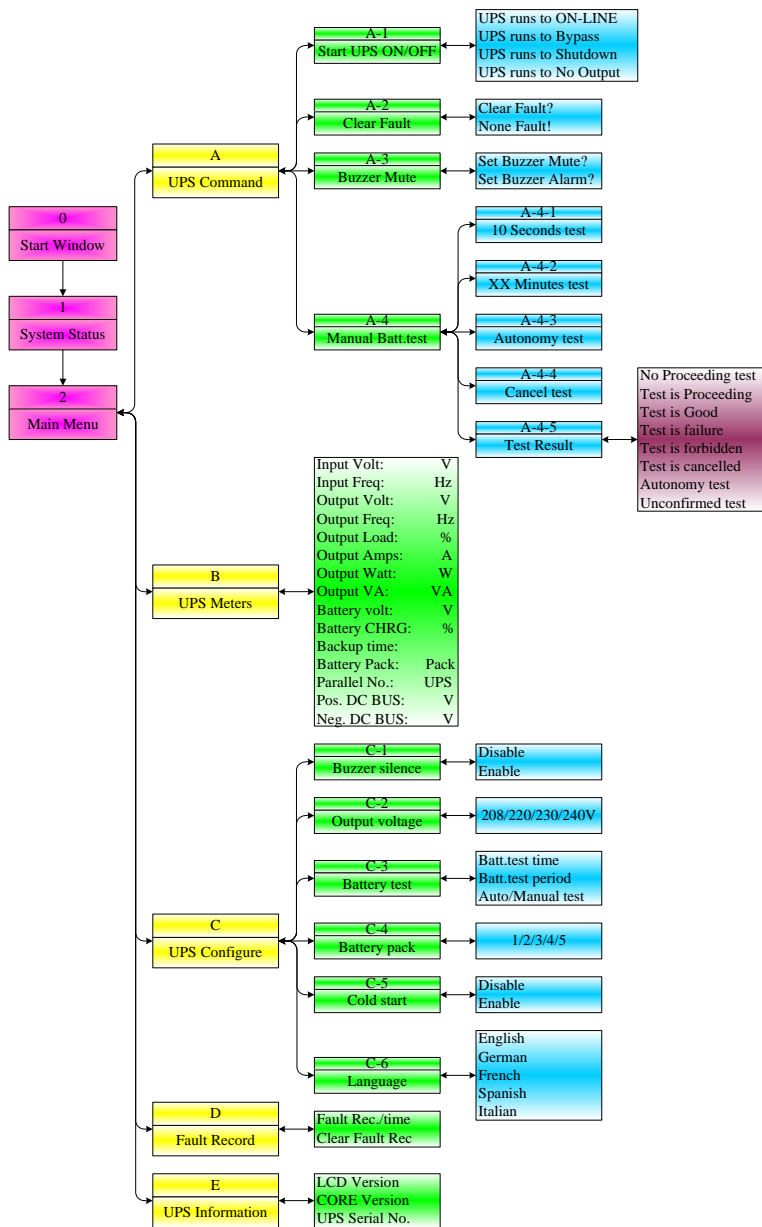 0
Start Window
1
System Status
2
Main Menu
A
UPS Command
A-1
Start UPS ON/OFF
UPS runs to ON-LINE
UPS runs to Bypass
UPS runs to Shutdown
UPS runs to No Output
A-2
Clear Fault
Clear Fault?
None Fault!
A-3
Buzzer Mute
Set Buzzer Mute?
Set Buzzer Alarm?
A-4
Manual Batt.test
A-4-1
10 Seconds test
A-4-2
XX Minutes test
A-4-3
Autonomy test
A-4-4
Cancel test
A-4-5
Test Result
No Proceeding test
Test is Proceeding
Test is Good
Test is failure
Test is forbidden
Test is cancelled
Autonomy test
Unconfirmed test
B
UPS Meters
Input Volt: V
Input Freq: Hz
Output Volt: V
Output Freq: Hz
Output Load: %
Output Amps: A
Output Watt: W
Output VA: VA
Battery volt: V
Battery CHRG: %
Backup time:
Battery Pack: Pack
Parallel No.: UPS
Pos. DC BUS: V
Neg. DC BUS: V
C
UPS Configure
C-1
Buzzer silence
Disable
Enable
C-2
Output voltage
208/220/230/240V
C-3
Battery test
Batt.test time
Batt.test period
Auto/Manual test
C-4
Battery pack
1/2/3/4/5
C-5
Cold start
Disable
Enable
C-6
Language
English
German
French
Spanish
Italian
D
Fault Record
Fault Rec./time
Clear Fault Rec
E
UPS Information
LCD Version
CORE Version
UPS Serial No.